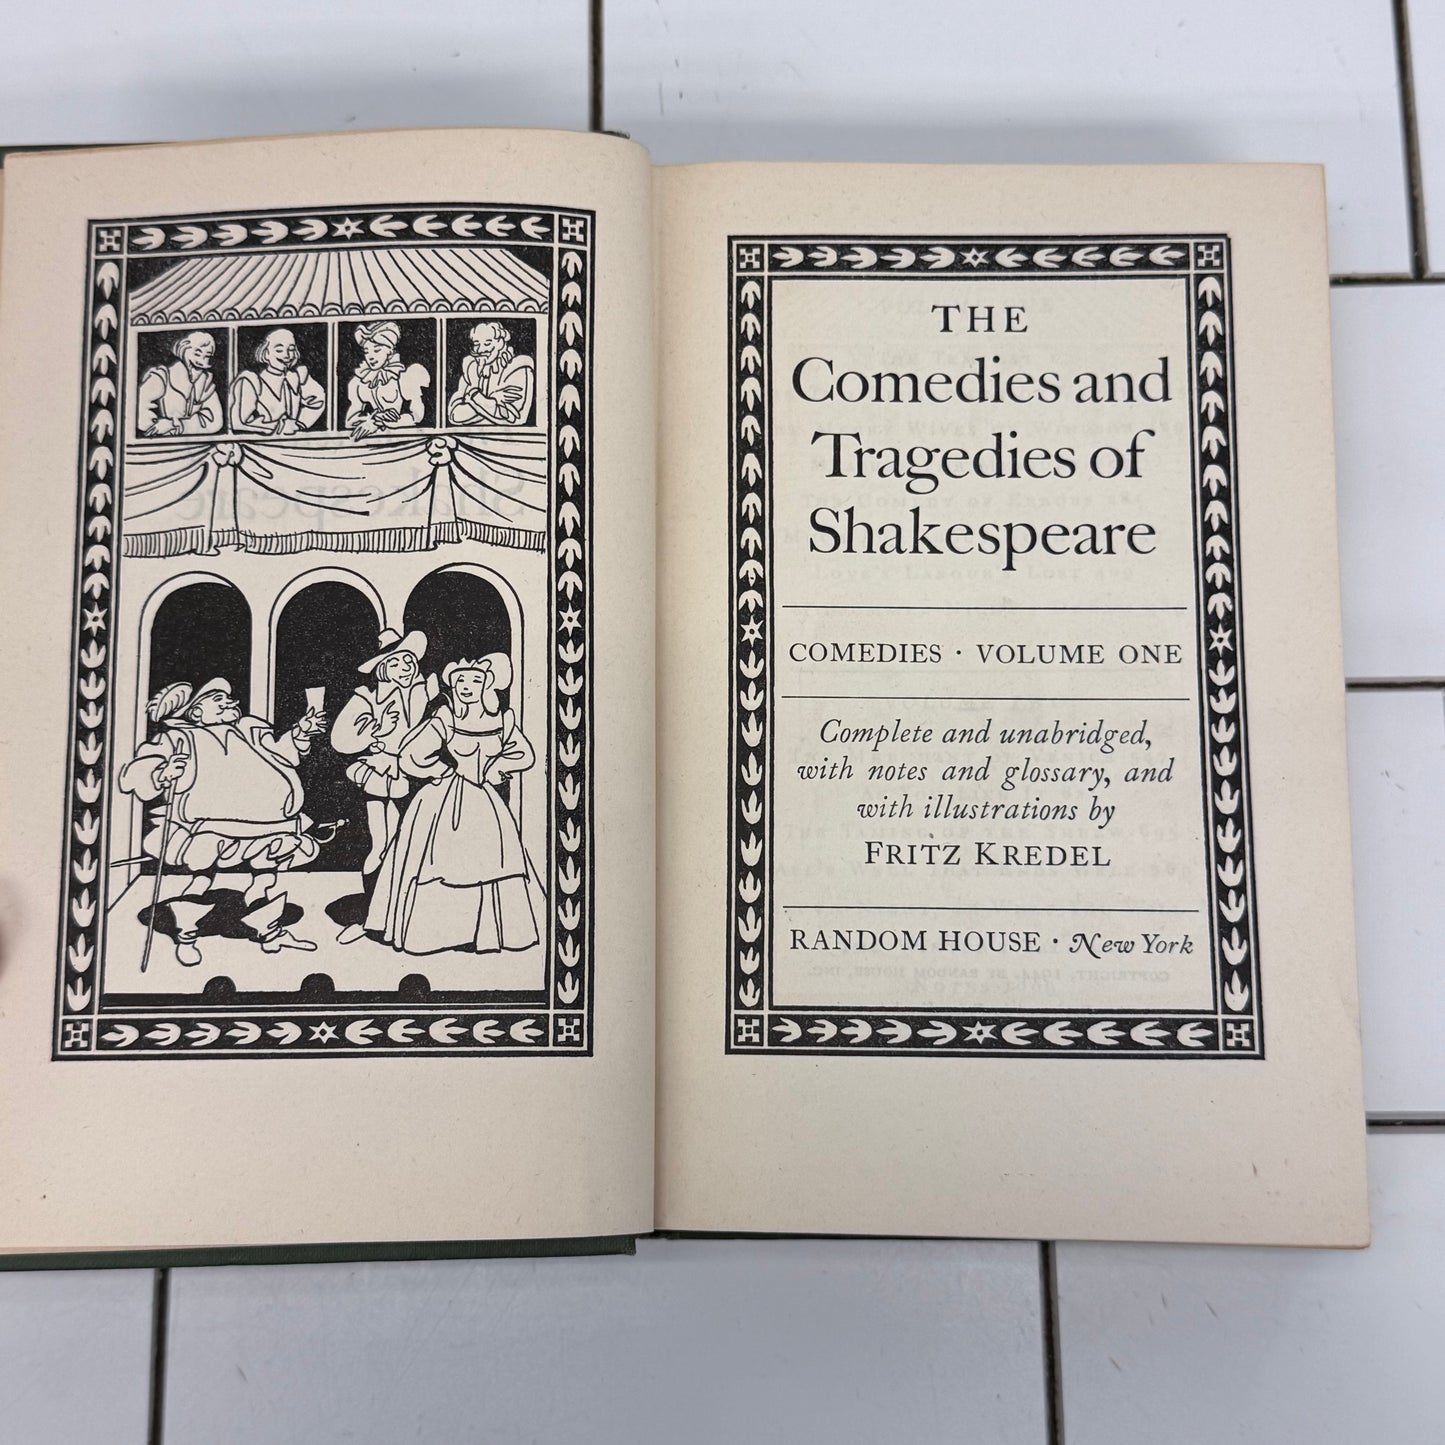 THE
Comedies and
Tragedies of
Shakespeare
COMEDIES · VOLUME ONE
Complete and unabridged,
with notes and glossary, and
with illustrations by
FRITZ KREDEL
RANDOM HOUSE · New York